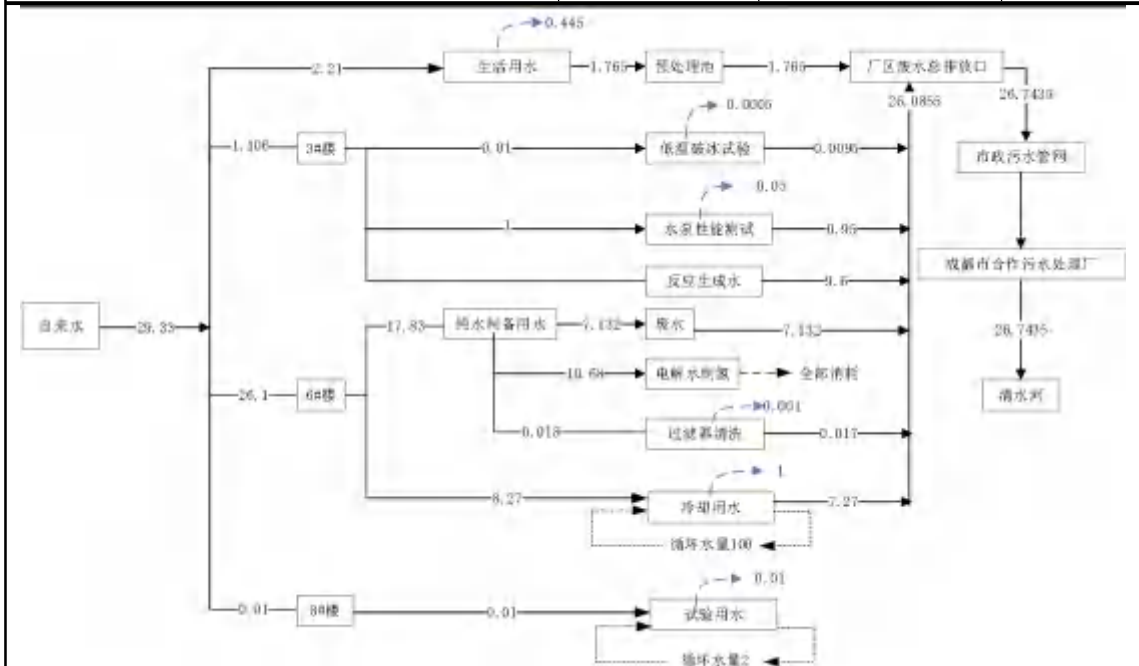 0.445
2.21
生活用水
1.765
预处理池
1.765
厂区废水总排放口
26.0855
26.7435
0.0005
1.106
3#楼
0.01
低温破冰试验
0.0095
市政污水管网
0.05
1
水泵性能测试
0.95
成都市合作污水处理厂
反应生成水
9.6
自来水
29.33
17.83
纯水制备用水
7.132
废水
7.132
26.7435
10.68
电解水制氢
全部消耗
26.1
6#楼
0.001
清水河
0.018
过滤器清洗
0.017
1
8.27
冷却用水
7.27
循环水量100
0.01
0.01
8#楼
0.01
试验用水
循环水量2